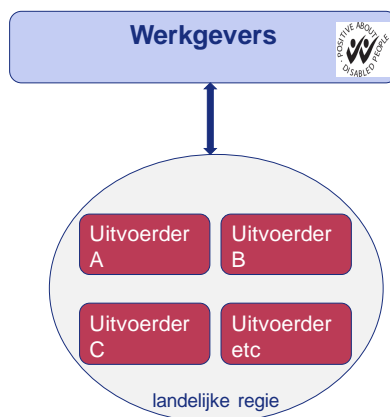 Werkgevers
POSITIVE ABOUT
DISABLED PEOPLE
Uitvoerder
A
Uitvoerder
B
Uitvoerder
C
Uitvoerder
etc
landelijke regie